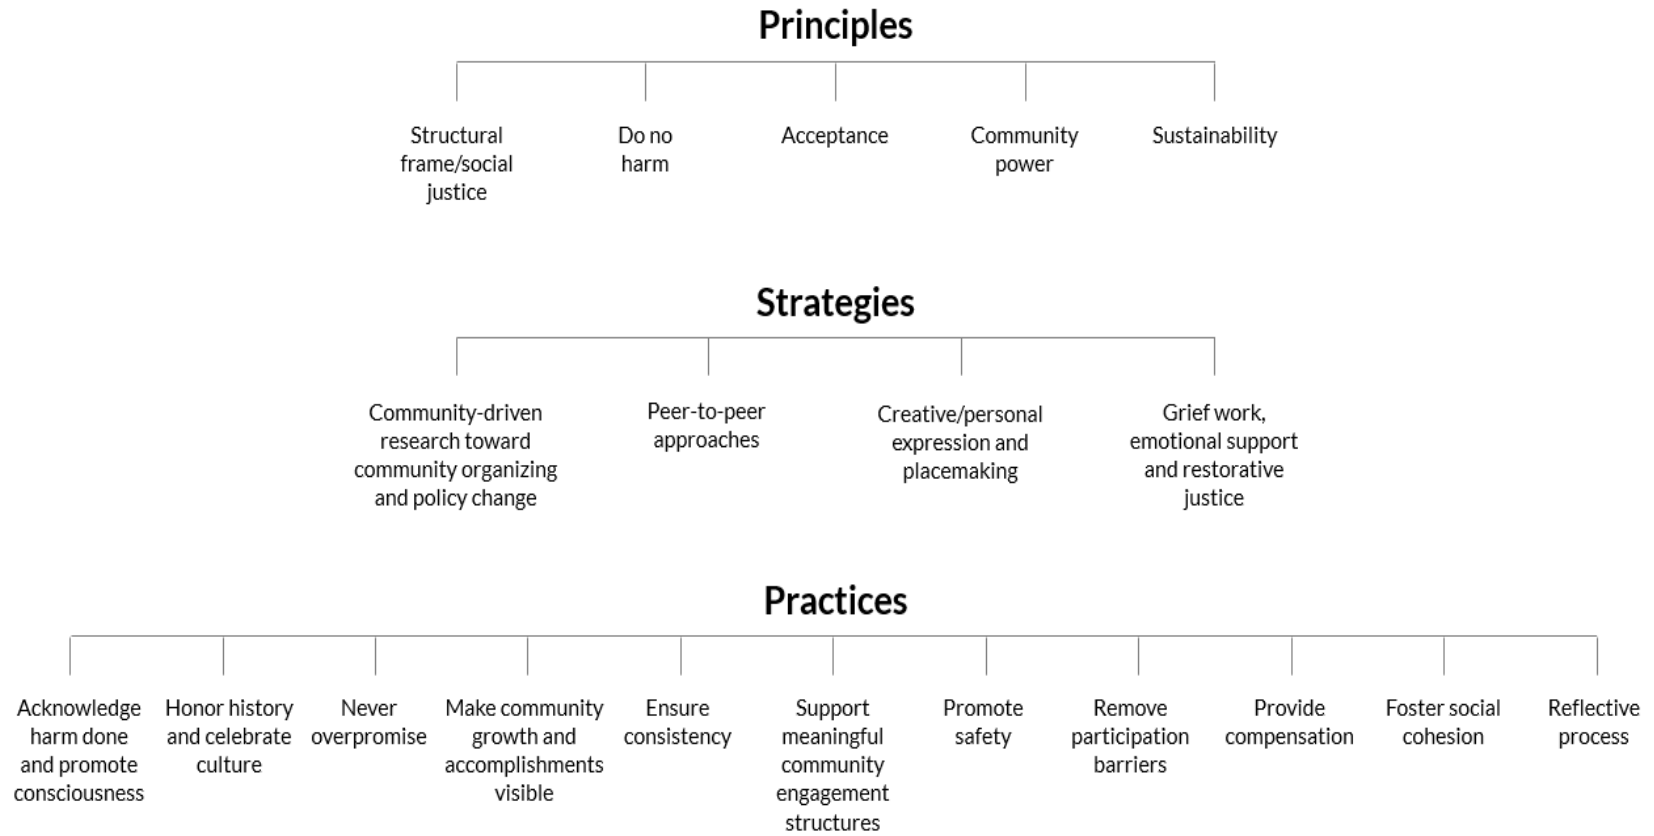 Principles
Structural
frame/social
justice
Do no
harm
Acceptance
Community
power
Sustainability
Strategies
Community-driven
research toward
community organizing
and policy change
Peer-to-peer
approaches
Creative/personal
expression and
placemaking
Grief work,
emotional support
and restorative
justice
Practices
Acknowledge
harm done
and promote
consciousness
Honor history
and celebrate
culture
Never
overpromise
Make community
growth and
accomplishments
visible
Ensure
consistency
Support
meaningful
community
engagement
structures
Promote
safety
Remove
participation
barriers
Provide
compensation
Foster social
cohesion
Reflective
process